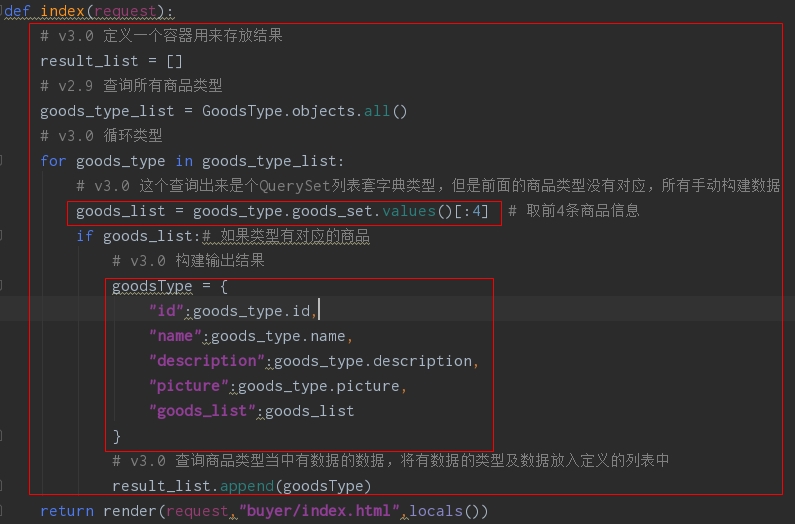 def index(request):
    # v3.0 定义一个容器用来存放结果
    result_list = []
    # v2.9 查询所有商品类型
    goods_type_list = GoodsType.objects.all()
    # v3.0 循环类型
    for goods_type in goods_type_list:
        # v3.0 这个查询出来是个QuerySet列表套字典类型，但是前面的商品类型没有对应，所有手动构建数据
        goods_list = goods_type.goods_set.values()[:4]  # 取前4条商品信息
        if goods_list:# 如果类型有对应的商品
            # v3.0 构建输出结果
            goodsType = {
                "id":goods_type.id,
                "name":goods_type.name,
                "description":goods_type.description,
                "picture":goods_type.picture,
                "goods_list":goods_list
            }
            # v3.0 查询商品类型当中有数据的数据，将有数据的类型及数据放入定义的列表中
            result_list.append(goodsType)
    return render(request,"buyer/index.html",locals())